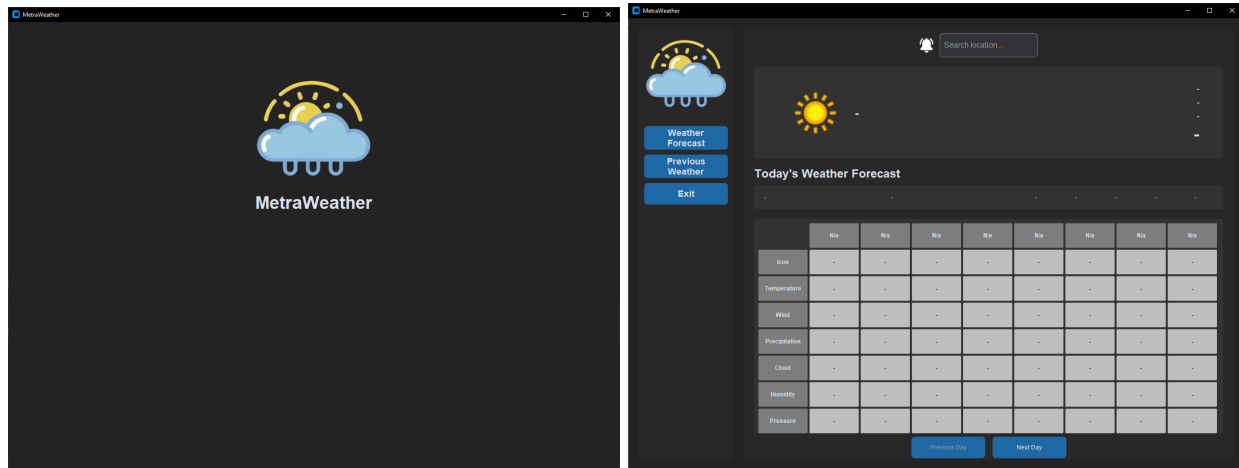 MetraWeather
MetraWeather
MetraWeather
Search location...
-
-
-
-
-
Weather
Forecast
Previous
Weather
Exit
Today's Weather Forecast
- - - - - - -
N/a N/a N/a N/a N/a N/a N/a N/a
Icon - - - - - - - -
Temperature - - - - - - - -
Wind - - - - - - - -
Precipitation - - - - - - - -
Cloud - - - - - - - -
Humidity - - - - - - - -
Pressure - - - - - - - -
Previous Day Next Day